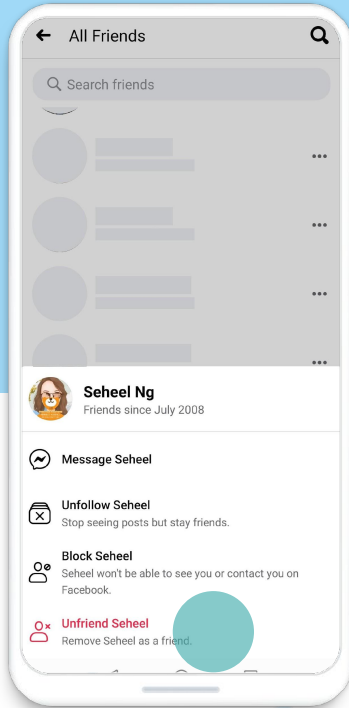 All Friends
Search friends
Seheel Ng
Friends since July 2008
Message Seheel
Unfollow Seheel
Stop seeing posts but stay friends.
Block Seheel
Seheel won't be able to see you or contact you on
Facebook.
Unfriend Seheel
Remove Seheel as a friend.